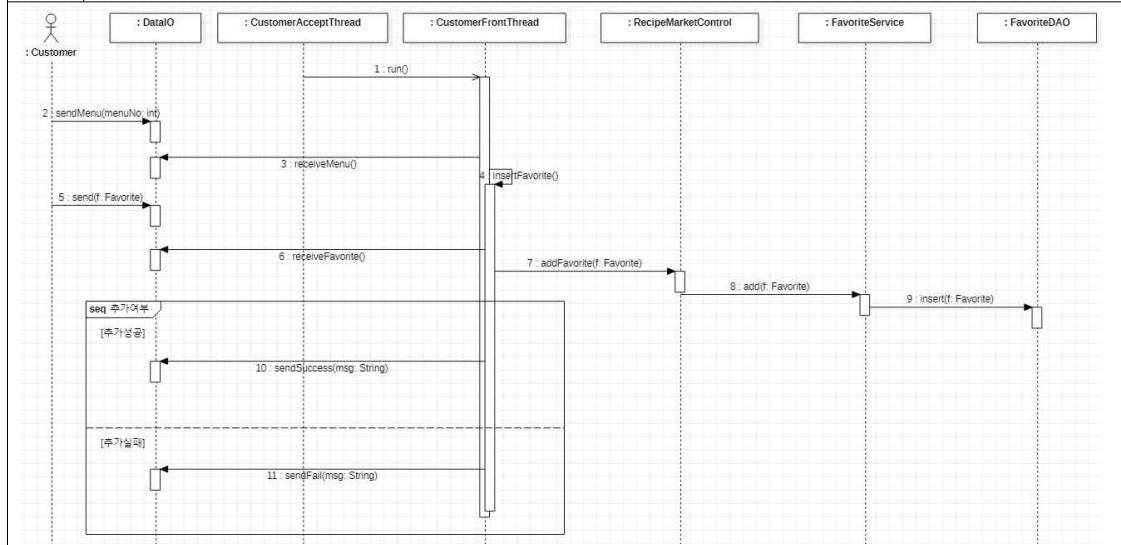 : DataIO
: CustomerAcceptThread
: CustomerFrontThread
: RecipeMarketControl
: FavoriteService
: FavoriteDAO
: Customer
1 : run()
2 : sendMenu(menuNo: int)
3 : receiveMenu()
4 : insertFavorite()
5 : send(f: Favorite)
6 : receiveFavorite()
7 : addFavorite(f: Favorite)
8 : add(f: Favorite)
9 : insert(f: Favorite)
seq 추가여부
[추가성공]
10 : sendSuccess(msg: String)
[추가실패]
11 : sendFail(msg: String)